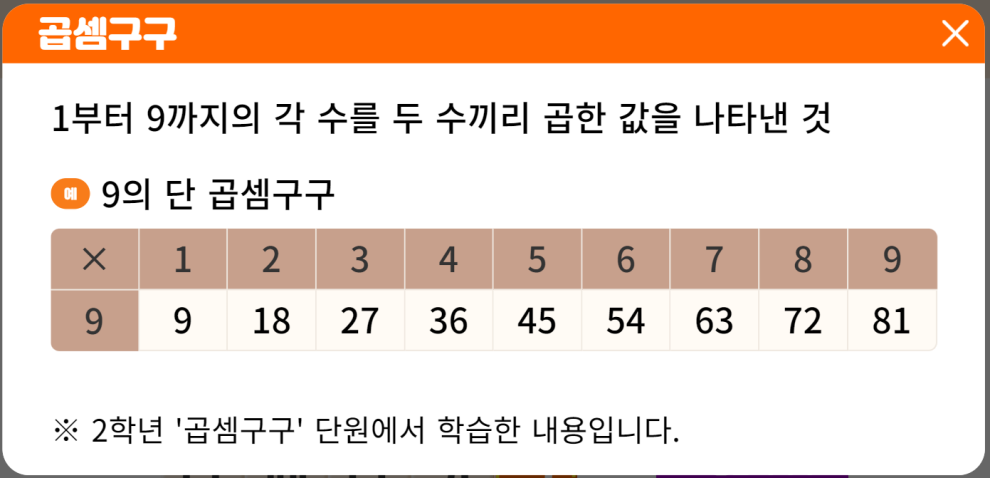 곱셈구구
1부터 9까지의 각 수를 두 수끼리 곱한 값을 나타낸 것
예 9의 단 곱셈구구
× 1 2 3 4 5 6 7 8 9
9 9 18 27 36 45 54 63 72 81
※ 2학년 '곱셈구구' 단원에서 학습한 내용입니다.